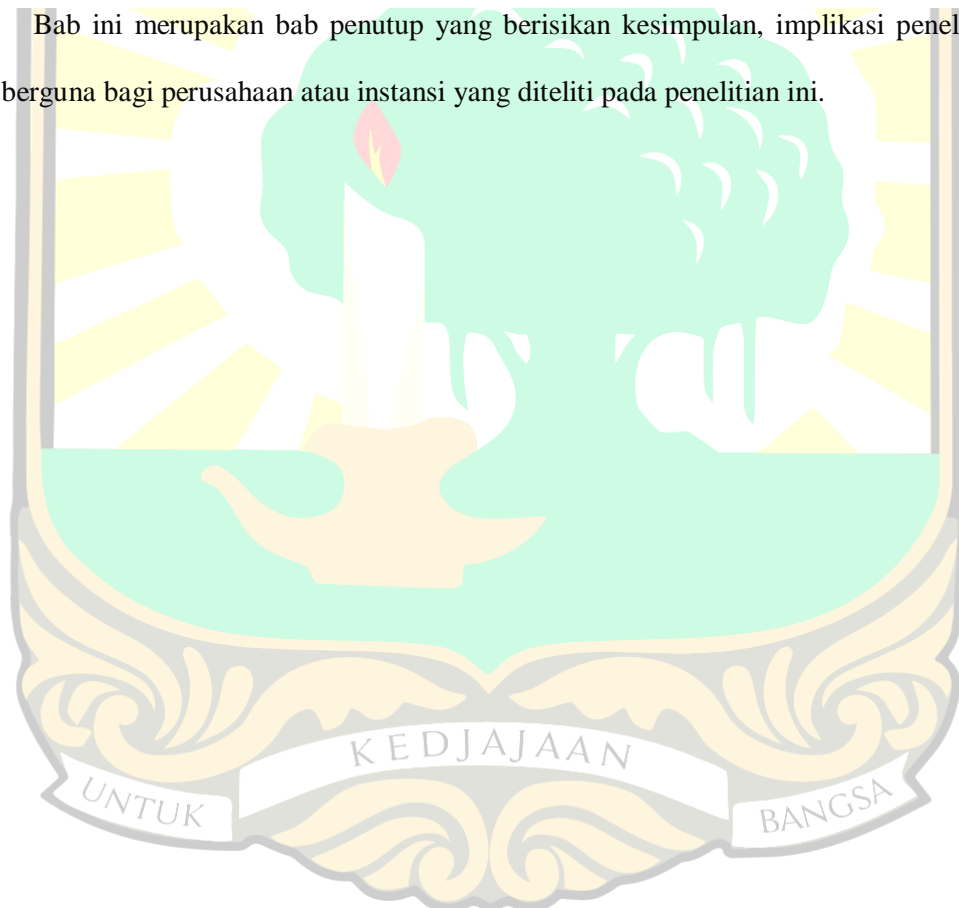 Bab ini merupakan bab penutup yang berisikan kesimpulan, implikasi penel
berguna bagi perusahaan atau instansi yang diteliti pada penelitian ini.
KEDJAJAAN
UNTUK
BANGSA